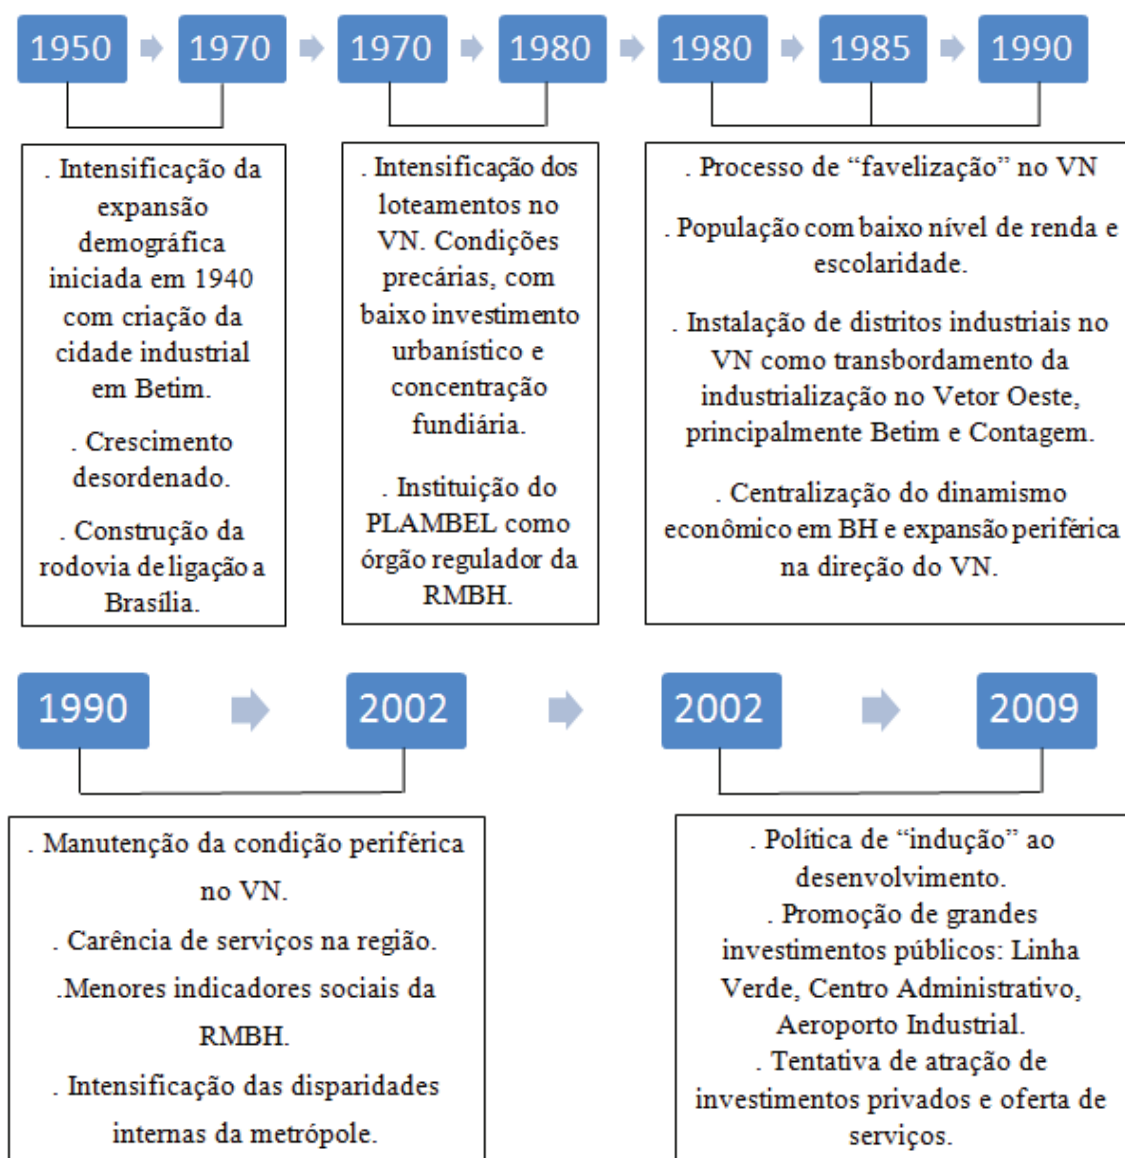 1950 1970 1970 1980 1980 1985 1990
. Intensificação da
expansão
demográfica
iniciada em 1940
com criação da
cidade industrial
em Betim.
. Crescimento
desordenado.
. Construção da
rodovia de ligação a
Brasília.
. Intensificação dos
loteamentos no
VN. Condições
precárias, com
baixo investimento
urbanístico e
concentração
fundiária.
. Instituição do
PLAMBEL como
órgão regulador da
RMBH.
. Processo de “favelização” no VN
. População com baixo nível de renda e
escolaridade.
. Instalação de distritos industriais no
VN como transbordamento da
industrialização no Vetor Oeste,
principalmente Betim e Contagem.
. Centralização do dinamismo
econômico em BH e expansão periférica
na direção do VN.
1990 2002 2002 2009
. Manutenção da condição periférica
no VN.
. Carência de serviços na região.
.Menores indicadores sociais da
RMBH.
. Intensificação das disparidades
internas da metrópole.
. Política de “indução” ao
desenvolvimento.
. Promoção de grandes
investimentos públicos: Linha
Verde, Centro Administrativo,
Aeroporto Industrial.
. Tentativa de atração de
investimentos privados e oferta de
serviços.